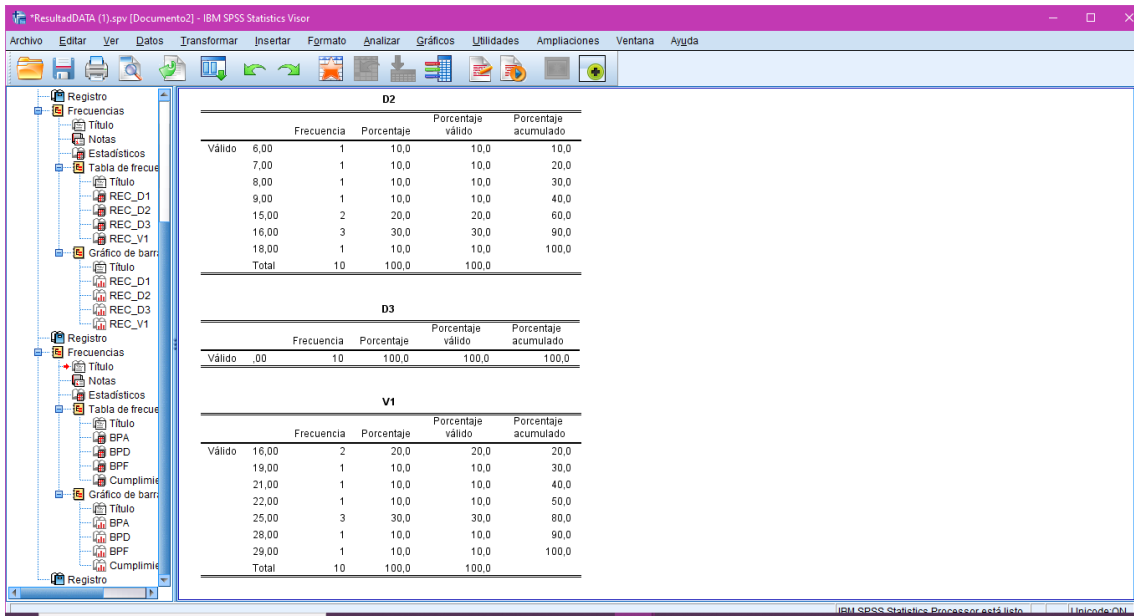 *ResultadDATA (1).spv [Documento2] - IBM SPSS Statistics Visor
Archivo Editar Ver Datos Transformar Insertar Formato Analizar Gráficos Utilidades Ampliaciones Ventana Ayuda
Registro
Frecuencias
Título
Notas
Estadísticos
Tabla de frecue
Título
REC_D1
REC_D2
REC_D3
REC_V1
Gráfico de barra
Título
REC_D1
REC_D2
REC_D3
REC_V1
Registro
Frecuencias
Título
Notas
Estadísticos
Tabla de frecue
Título
BPA
BPD
BPF
Cumplimie
Gráfico de barra
Título
BPA
BPD
BPF
Cumplimie
Registro
D2
Frecuencia Porcentaje Porcentaje válido Porcentaje acumulado
Válido 6,00 1 10,0 10,0 10,0
7,00 1 10,0 10,0 20,0
8,00 1 10,0 10,0 30,0
9,00 1 10,0 10,0 40,0
15,00 2 20,0 20,0 60,0
16,00 3 30,0 30,0 90,0
18,00 1 10,0 10,0 100,0
Total 10 100,0 100,0
D3
Frecuencia Porcentaje Porcentaje válido Porcentaje acumulado
Válido ,00 10 100,0 100,0 100,0
V1
Frecuencia Porcentaje Porcentaje válido Porcentaje acumulado
Válido 16,00 2 20,0 20,0 20,0
19,00 1 10,0 10,0 30,0
21,00 1 10,0 10,0 40,0
22,00 1 10,0 10,0 50,0
25,00 3 30,0 30,0 80,0
28,00 1 10,0 10,0 90,0
29,00 1 10,0 10,0 100,0
Total 10 100,0 100,0
IBM SPSS Statistics Processor está listo Unicode:ON